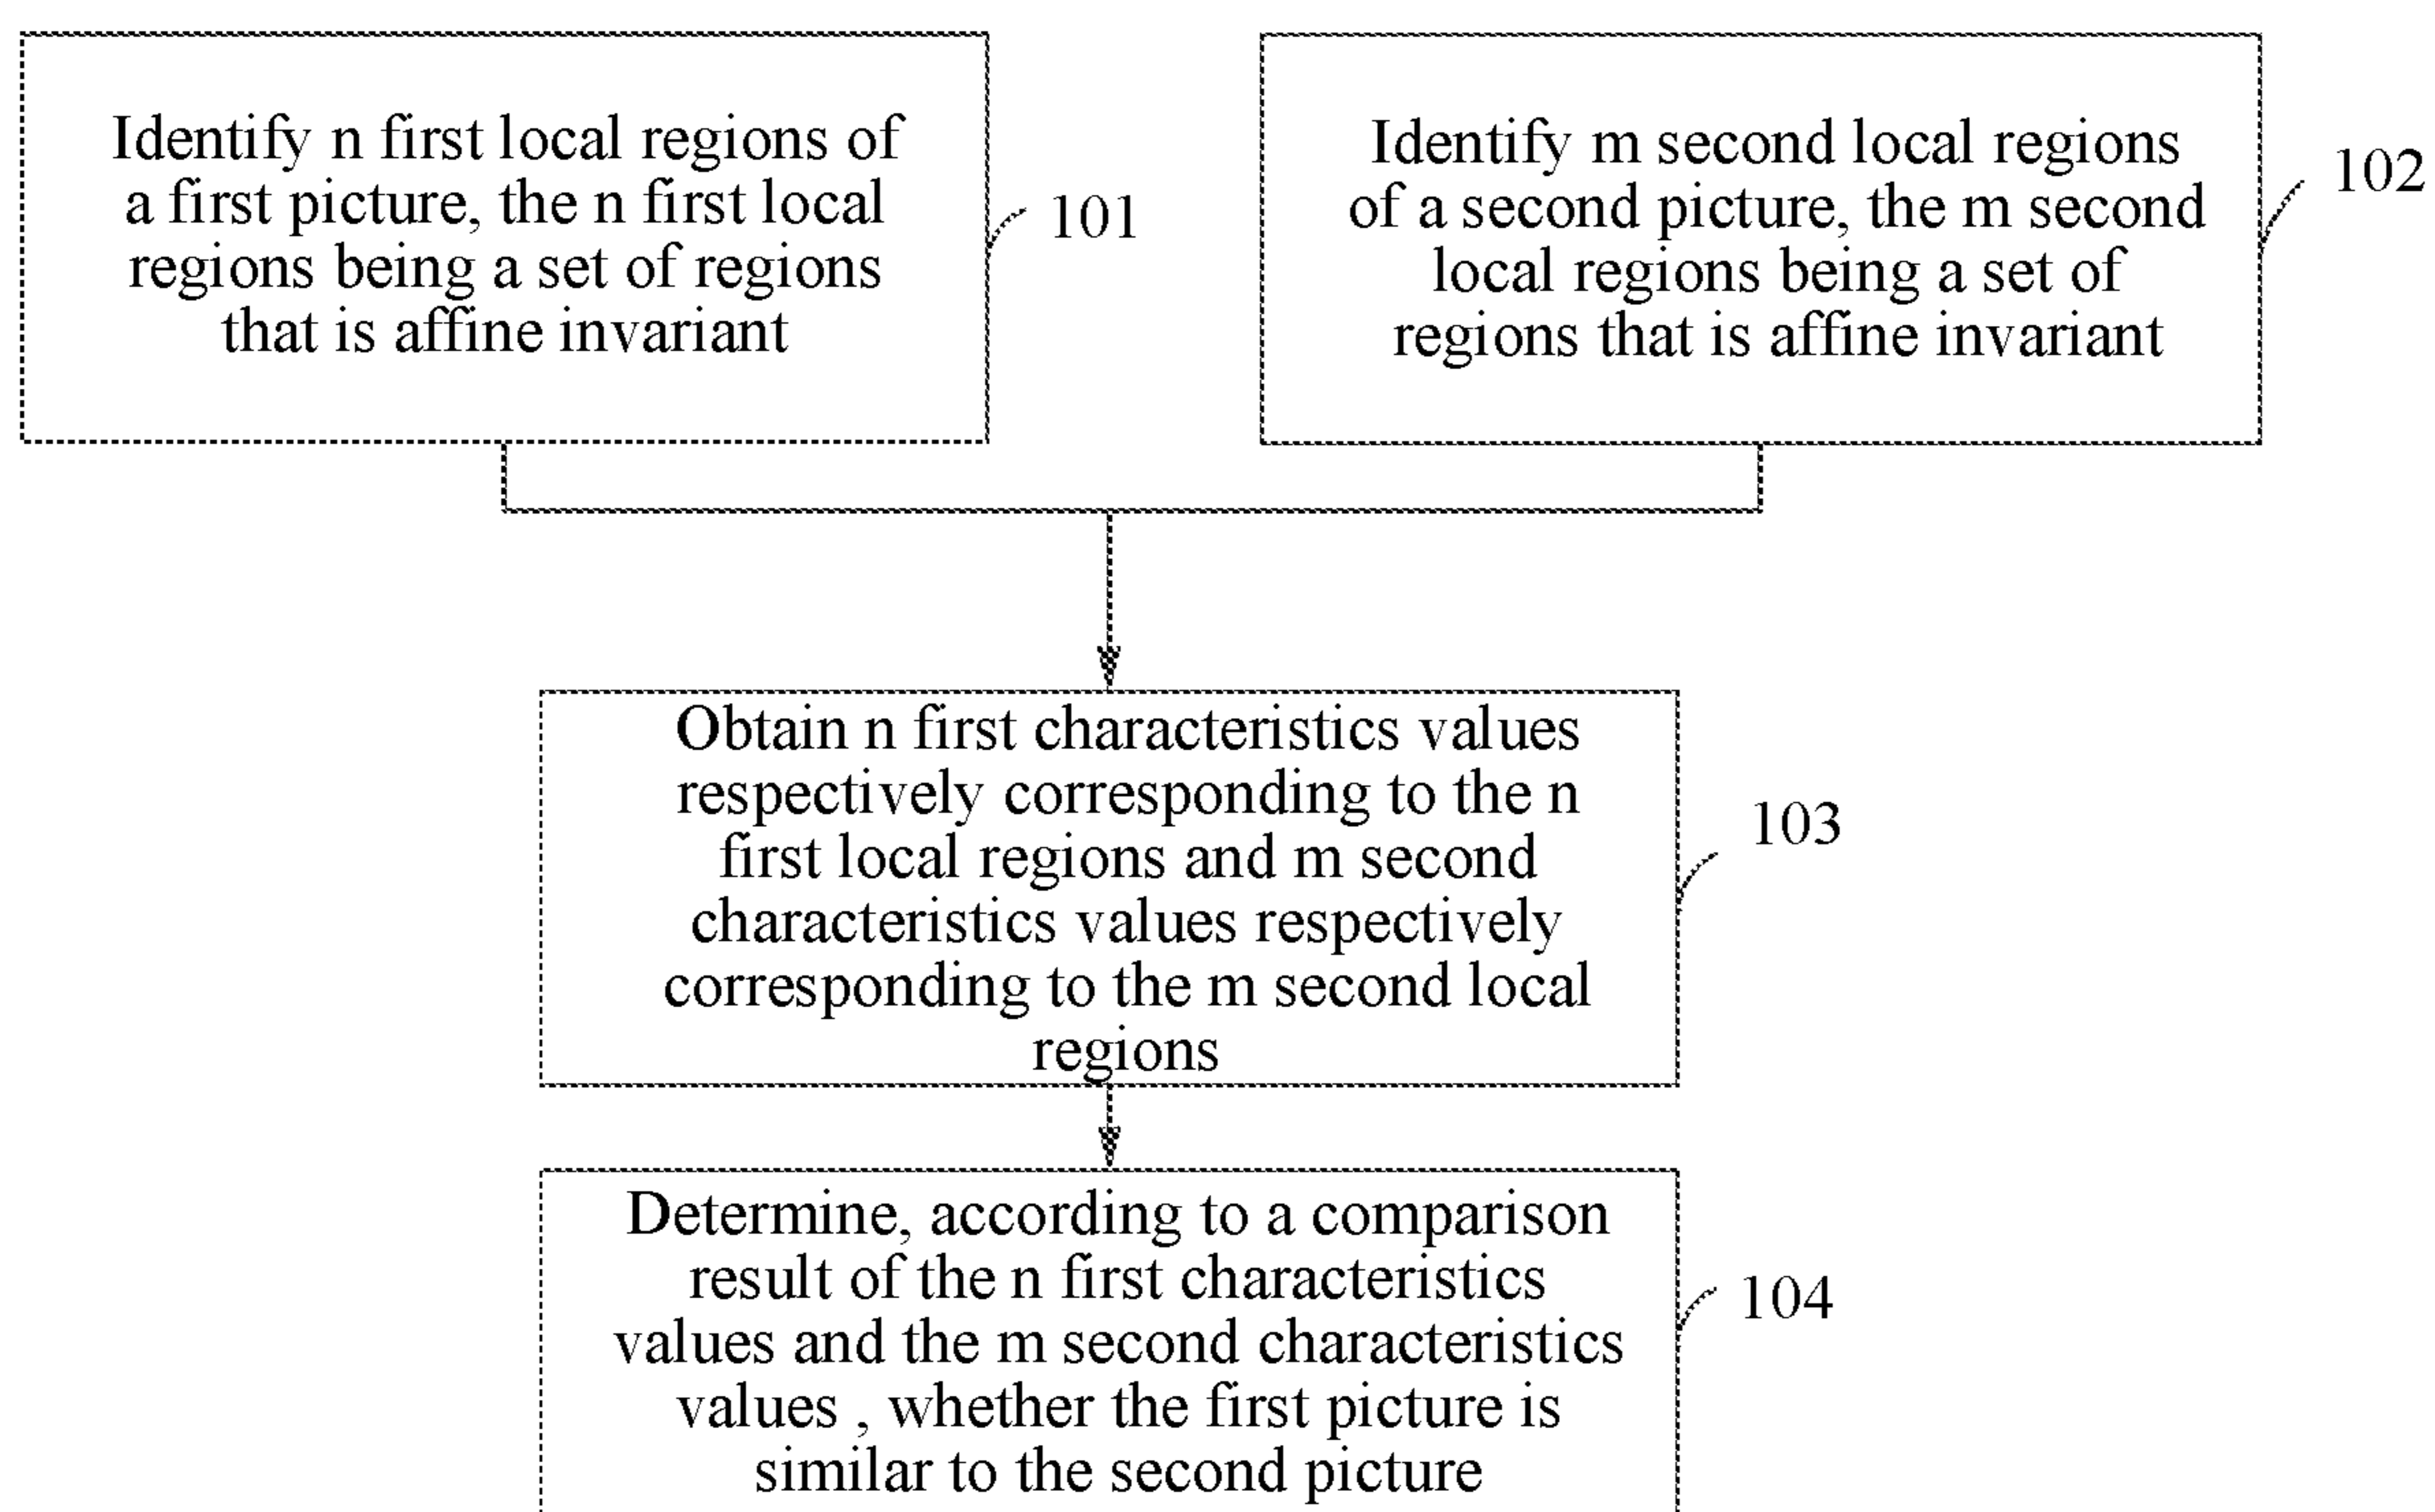 Identify n first local regions of
a first picture, the n first local
regions being a set of regions
that is affine invariant
101
Identify m second local regions
of a second picture, the m second
local regions being a set of
regions that is affine invariant
102
Obtain n first characteristics values
respectively corresponding to the n
first local regions and m second
characteristics values respectively
corresponding to the m second local
regions
103
Determine, according to a comparison
result of the n first characteristics
values and the m second characteristics
values , whether the first picture is
similar to the second picture
104